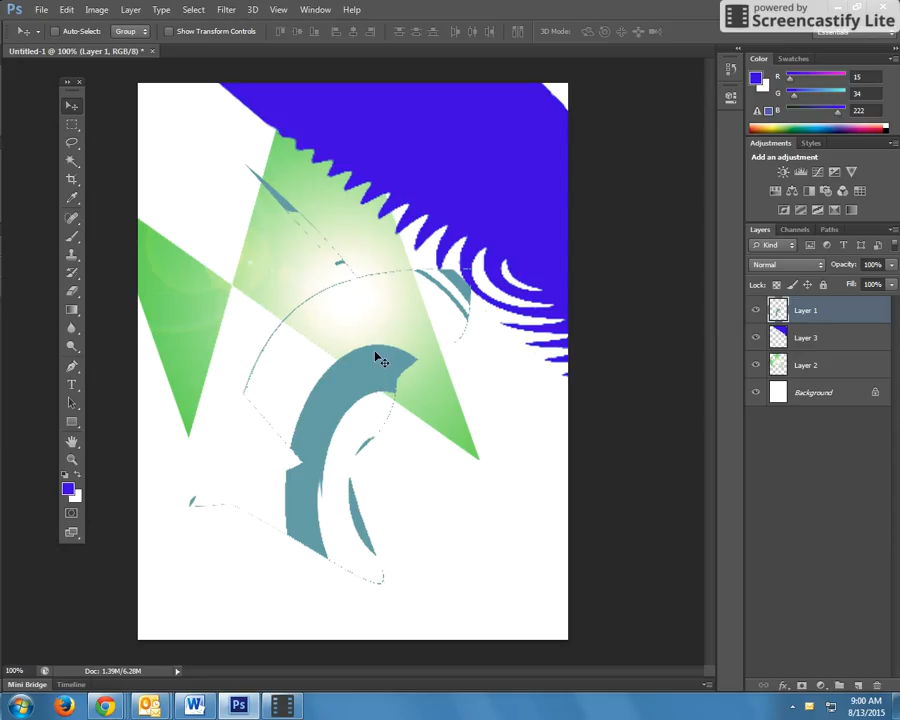 Ps File Edit Image Layer Type Select Filter 3D View Window Help
powered by
Screencastify Lite
Auto-Select: Group Show Transform Controls 3D Mode:
Untitled-1 @ 100% (Layer 1, RGB/8) * ×
Color Swatches
R 15
G 34
B 222
Adjustments Styles
Add an adjustment
Layers Channels Paths
Kind
Normal Opacity: 100%
Lock: Fill: 100%
Layer 1
Layer 3
Layer 2
Background
100% Doc: 1.39M/6.28M
Mini Bridge Timeline
9:00 AM
8/13/2015